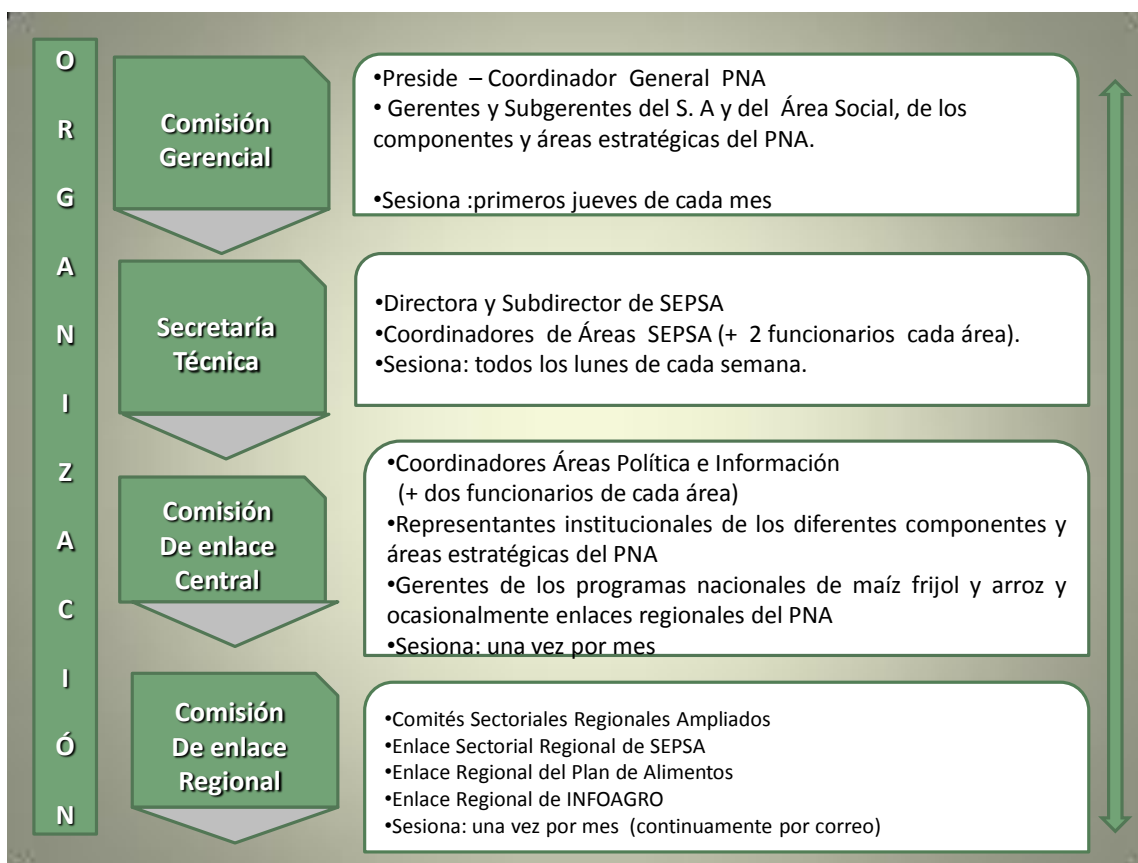 O
R
G
A
N
I
Z
A
C
I
Ó
N
Comisión
Gerencial
•Preside – Coordinador General PNA
• Gerentes y Subgerentes del S. A y del Área Social, de los
componentes y áreas estratégicas del PNA.
•Sesiona :primeros jueves de cada mes
Secretaría
Técnica
•Directora y Subdirector de SEPSA
•Coordinadores de Áreas SEPSA (+ 2 funcionarios cada área).
•Sesiona: todos los lunes de cada semana.
Comisión
De enlace
Central
•Coordinadores Áreas Política e Información
(+ dos funcionarios de cada área)
•Representantes institucionales de los diferentes componentes y
áreas estratégicas del PNA
•Gerentes de los programas nacionales de maíz frijol y arroz y
ocasionalmente enlaces regionales del PNA
•Sesiona: una vez por mes
Comisión
De enlace
Regional
•Comités Sectoriales Regionales Ampliados
•Enlace Sectorial Regional de SEPSA
•Enlace Regional del Plan de Alimentos
•Enlace Regional de INFOAGRO
•Sesiona: una vez por mes (continuamente por correo)